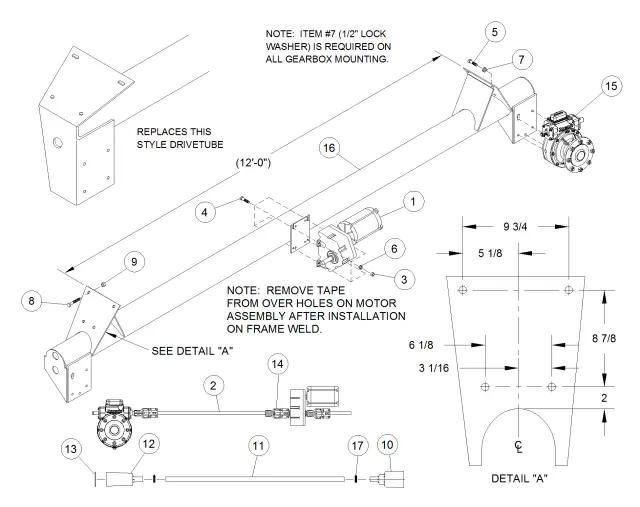 NOTE: ITEM #7 (1/2" LOCK
WASHER) IS REQUIRED ON
ALL GEARBOX MOUNTING.
5
7
15
REPLACES THIS
STYLE DRIVETUBE
(12'-0")
16
4
1
6
3
9
8
NOTE: REMOVE TAPE
FROM OVER HOLES ON MOTOR
ASSEMBLY AFTER INSTALLATION
ON FRAME WELD.
SEE DETAIL "A"
2
14
13
12
11
17
10
9 3/4
5 1/8
6 1/8
3 1/16
8 7/8
2
℄
DETAIL "A"